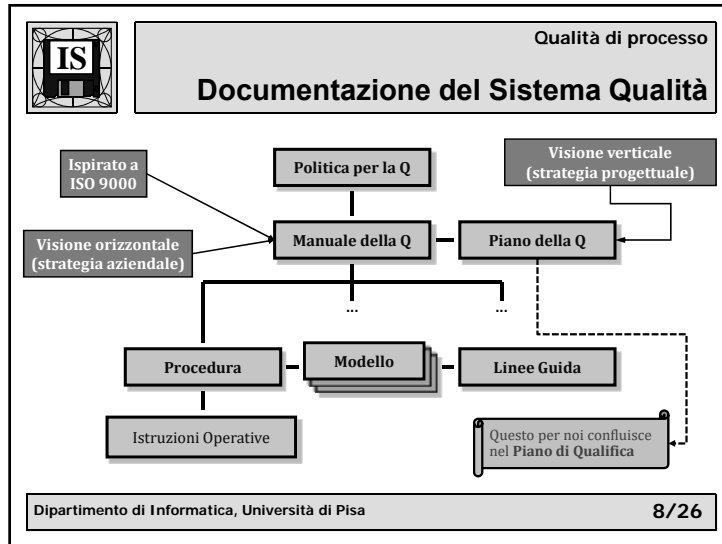 IS
Qualità di processo
Documentazione del Sistema Qualità
Ispirato a
ISO 9000
Politica per la Q
Visione verticale
(strategia progettuale)
Visione orizzontale
(strategia aziendale)
Manuale della Q
Piano della Q
...
...
Procedura
Modello
Linee Guida
Istruzioni Operative
Questo per noi confluisce
nel Piano di Qualifica
Dipartimento di Informatica, Università di Pisa
8/26